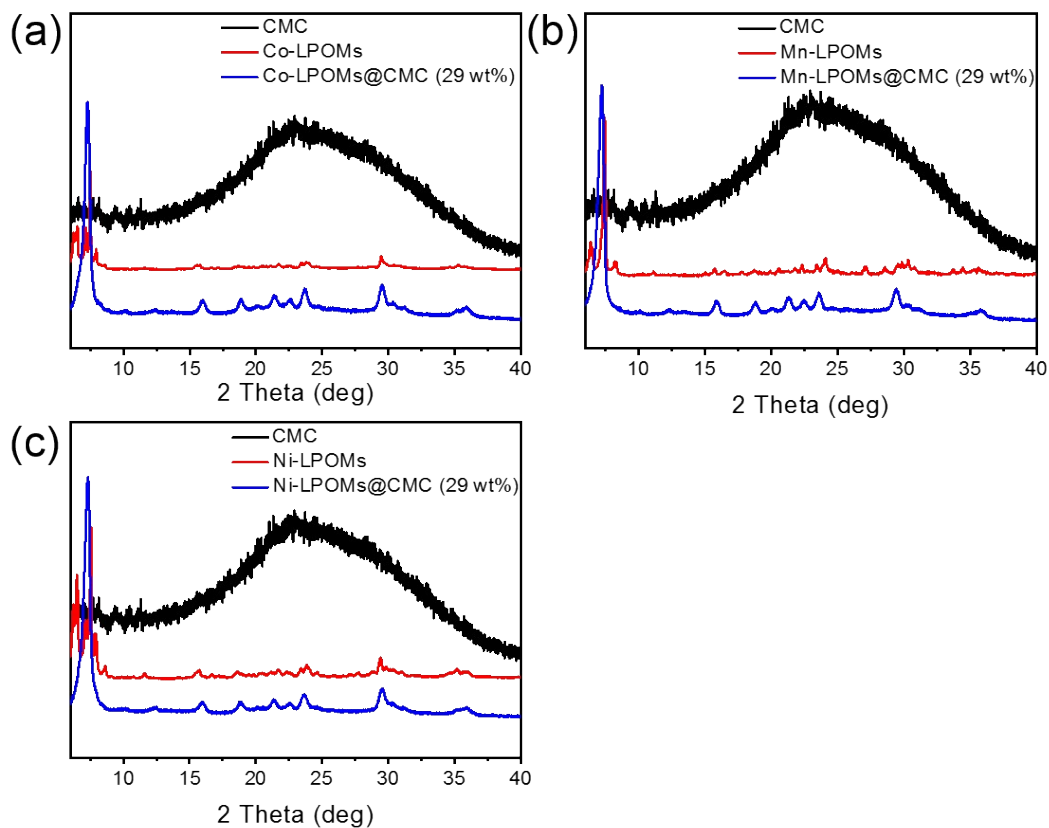 (a)
CMC
Co-LPOMs
Co-LPOMs@CMC (29 wt%)
10 15 20 25 30 35 40
2 Theta (deg)
(b)
CMC
Mn-LPOMs
Mn-LPOMs@CMC (29 wt%)
10 15 20 25 30 35 40
2 Theta (deg)
(c)
CMC
Ni-LPOMs
Ni-LPOMs@CMC (29 wt%)
10 15 20 25 30 35 40
2 Theta (deg)